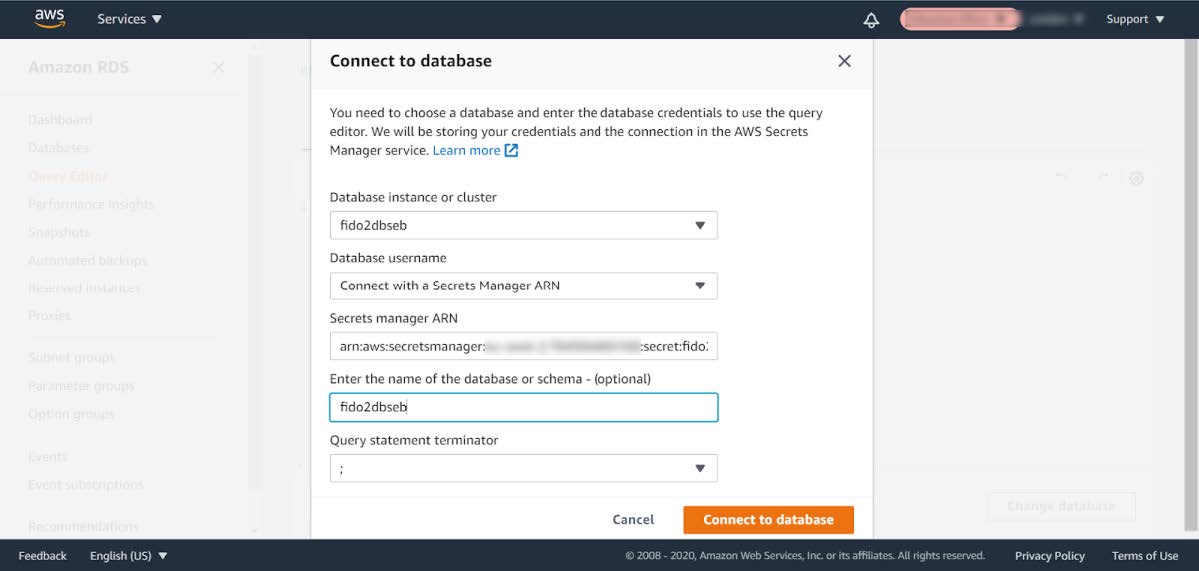 aws
Services
Support
Amazon RDS
Dashboard
Databases
Query Editor
Performance Insights
Snapshots
Automated backups
Reserved instances
Proxies
Subnet groups
Parameter groups
Option groups
Events
Event subscriptions
Recommendations
Connect to database
You need to choose a database and enter the database credentials to use the query
editor. We will be storing your credentials and the connection in the AWS Secrets
Manager service. Learn more
Database instance or cluster
fido2dbseb
Database username
Connect with a Secrets Manager ARN
Secrets manager ARN
arn:aws:secretsmanager: :secret:fido2
Enter the name of the database or schema - (optional)
fido2dbseb
Query statement terminator
;
Cancel
Connect to database
Change database
Feedback
English (US)
© 2008 - 2020, Amazon Web Services, Inc. or its affiliates. All rights reserved.
Privacy Policy
Terms of Use